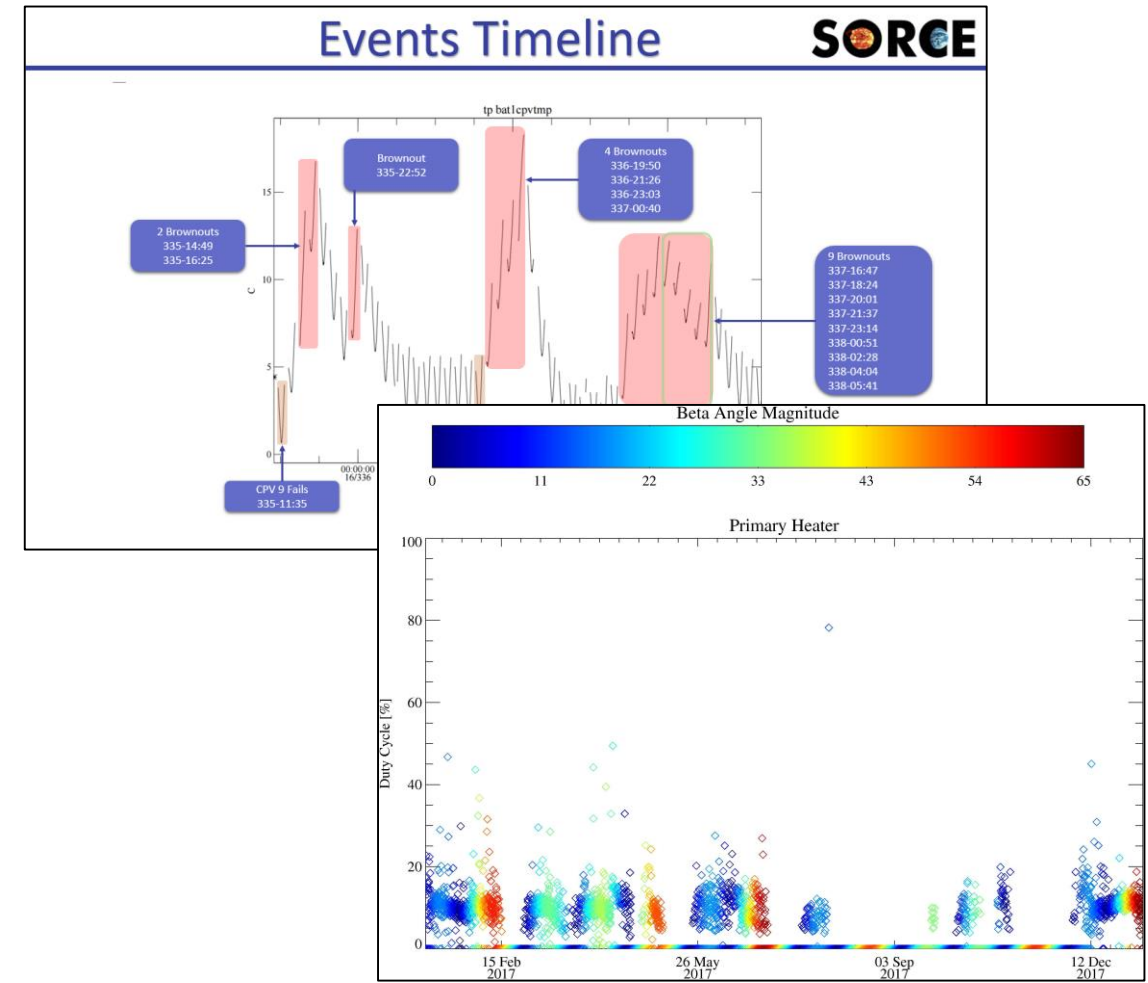 Events Timeline
SORCE
tp bat1cpvtmp
Brownout
335-22:52
4 Brownouts
336-19:50
336-21:26
336-23:03
337-00:40
2 Brownouts
335-14:49
335-16:25
9 Brownouts
337-16:47
337-18:24
337-20:01
337-21:37
337-23:14
338-00:51
338-02:28
338-04:04
338-05:41
15
10
5
0
C
00:00:00
16/336
CPV 9 Fails
335-11:35
Beta Angle Magnitude
0 11 22 33 43 54 65
Primary Heater
100
80
60
40
20
0
Duty Cycle [%]
15 Feb 26 May 03 Sep 12 Dec
2017 2017 2017 2017